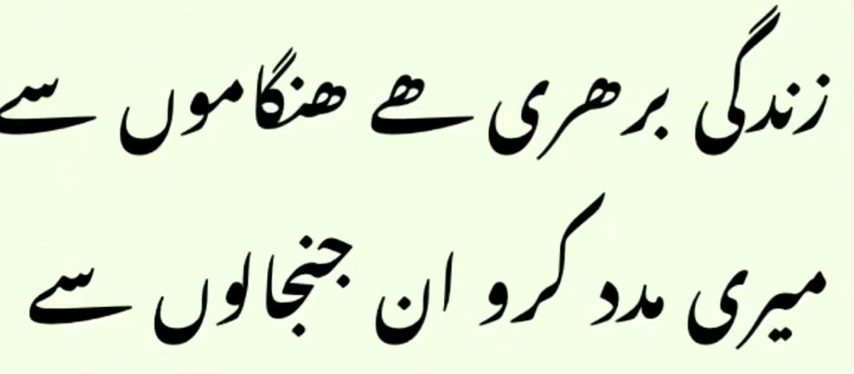 زندگی برھری ھے ھنگاموں سے
میری مدد کرو ان جنجالوں سے